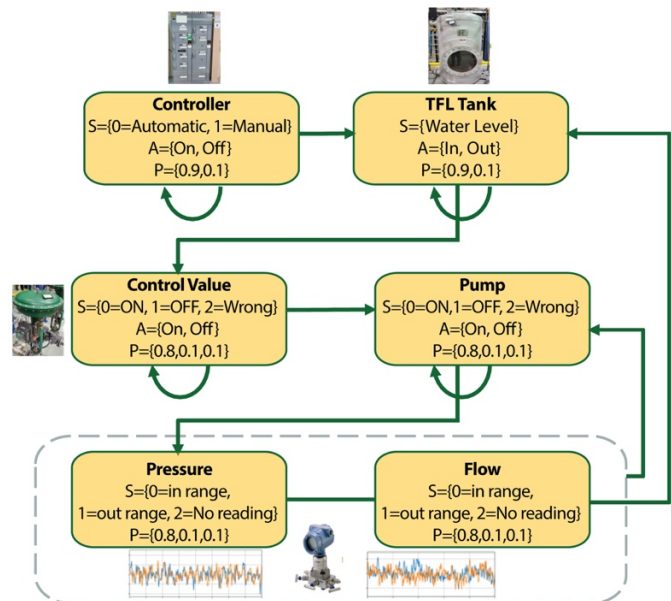 Controller
S={0=Automatic, 1=Manual}
A={On, Off}
P={0.9,0.1}
TFL Tank
S={Water Level}
A={In, Out}
P={0.9,0.1}
Control Value
S={0=ON, 1=OFF, 2=Wrong}
A={On, Off}
P={0.8,0.1,0.1}
Pump
S={0=ON,1=OFF, 2=Wrong}
A={On, Off}
P={0.8,0.1,0.1}
Pressure
S={0=in range,
1=out range, 2=No reading}
P={0.8,0.1,0.1}
Flow
S={0=in range,
1=out range, 2=No reading}
P={0.8,0.1,0.1}